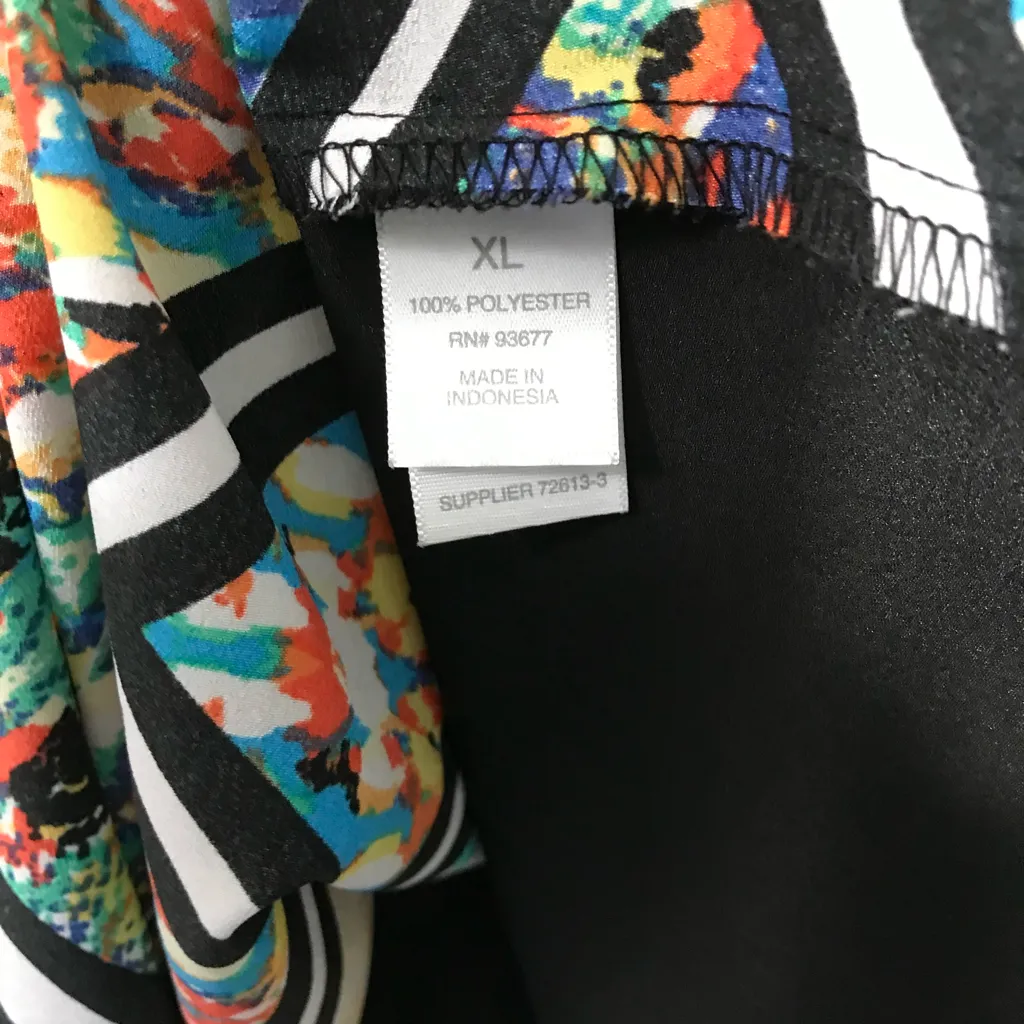 XL
100% POLYESTER
RN# 93677
MADE IN
INDONESIA
SUPPLIER 72613-3